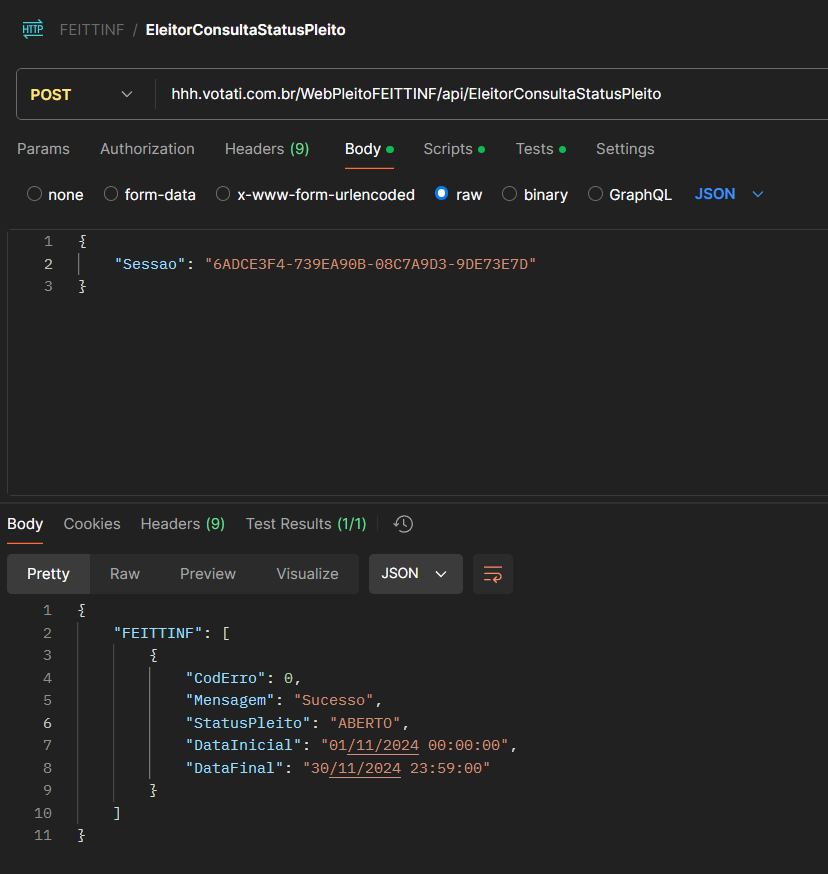 HTTP FEITTINF / EleitorConsultaStatusPleito
POST hhh.votati.com.br/WebPleitoFEITTINF/api/EleitorConsultaStatusPleito
Params Authorization Headers (9) Body Scripts Tests Settings
none form-data x-www-form-urlencoded raw binary GraphQL JSON
1 {
2 "Sessao": "6ADCE3F4-739EA90B-08C7A9D3-9DE73E7D"
3 }
Body Cookies Headers (9) Test Results (1/1)
Pretty Raw Preview Visualize JSON
1 {
2 "FEITTINF": [
3 {
4 "CodErro": 0,
5 "Mensagem": "Sucesso",
6 "StatusPleito": "ABERTO",
7 "DataInicial": "01/11/2024 00:00:00",
8 "DataFinal": "30/11/2024 23:59:00"
9 }
10 ]
11 }